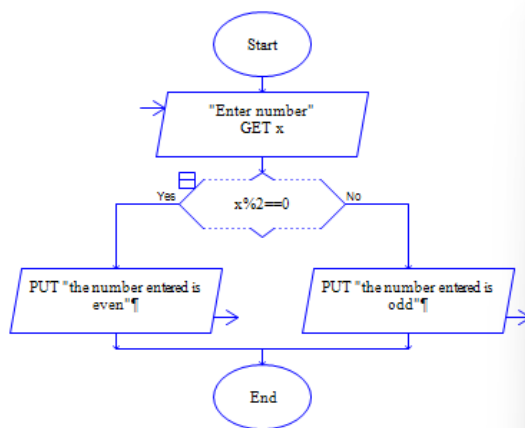 Start
"Enter number"
GET x
Yes
x%2==0
No
PUT "the number entered is
even"¶
PUT "the number entered is
odd"¶
End